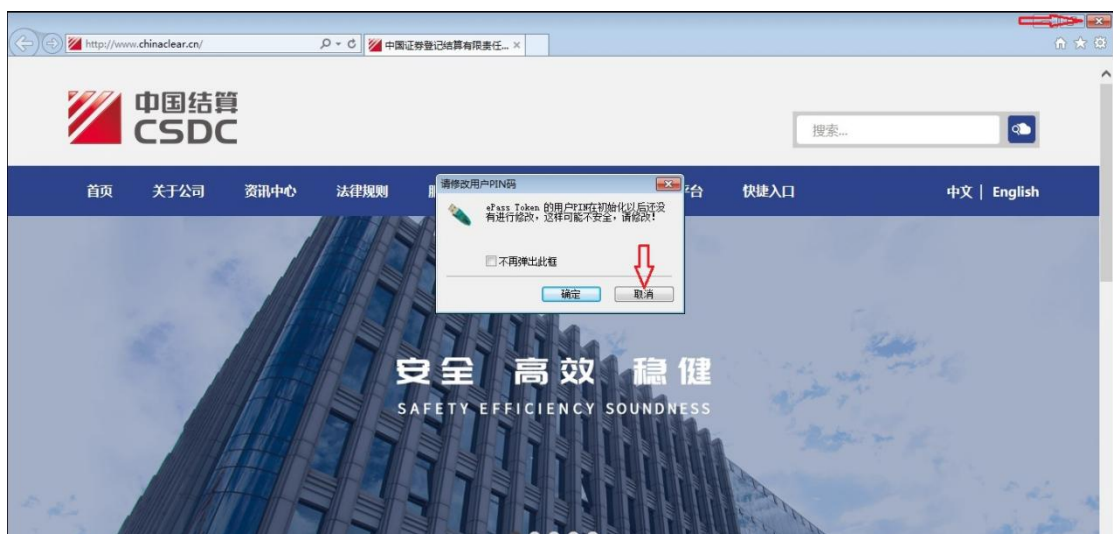 http://www.chinaclear.cn/
中国证券登记结算有限责任... ×
中国结算
CSDC
搜索...
首页 关于公司 资讯中心 法律规则 平台 快捷入口 中文 | English
请修改用户PIN码
ePass Token 的用户PIN在初始化以后还没
有进行修改，这样可能不安全，请修改！
不再弹出此框
确定 取消
安全 高效 稳健
SAFETY EFFICIENCY SOUNDNESS